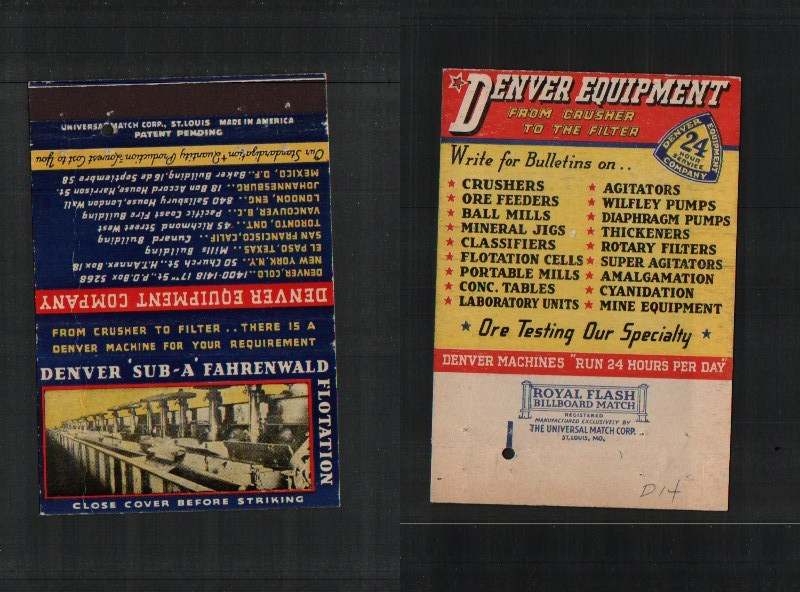 UNIVERSAL MATCH CORP., ST. LOUIS MADE IN AMERICA
PATENT PENDING
Our Standardization-Quantity Production-Lowest Cost to You
DENVER EQUIPMENT COMPANY
DENVER, COLO. 1400-1418 17TH ST., P.O. BOX 5268
NEW YORK, N.Y. 50 Church St., H.T. Annex Box 18
EL PASO, TEXAS.. Mills Building
SAN FRANCISCO, CALIF.. Cunard Building
TORONTO, ONT. 45 Richmond Street West
VANCOUVER, B.C.. Pacific Coast Fire Building
LONDON, ENG.. 840 Salisbury House, London Wall
JOHANNESBURG.. 18 Ban Accord House, Harrison St.
MEXICO, D.F.. Baker Building, 16 de Septiembre 58
FROM CRUSHER TO FILTER.. THERE IS A
DENVER MACHINE FOR YOUR REQUIREMENT
DENVER 'SUB-A' FAHRENWALD
FLOTATION
CLOSE COVER BEFORE STRIKING
DENVER EQUIPMENT
FROM CRUSHER
TO THE FILTER
DENVER EQUIPMENT COMPANY
24
HOUR
SERVICE
Write for Bulletins on..
CRUSHERS
ORE FEEDERS
BALL MILLS
MINERAL JIGS
CLASSIFIERS
FLOTATION CELLS
PORTABLE MILLS
CONC. TABLES
LABORATORY UNITS
AGITATORS
WILFLEY PUMPS
DIAPHRAGM PUMPS
THICKENERS
ROTARY FILTERS
SUPER AGITATORS
AMALGAMATION
CYANIDATION
MINE EQUIPMENT
Ore Testing Our Specialty
DENVER MACHINES "RUN 24 HOURS PER DAY"
ROYAL FLASH
BILLBOARD MATCH
REGISTERED
MANUFACTURED EXCLUSIVELY BY
THE UNIVERSAL MATCH CORP..
ST. LOUIS, MO.
D14